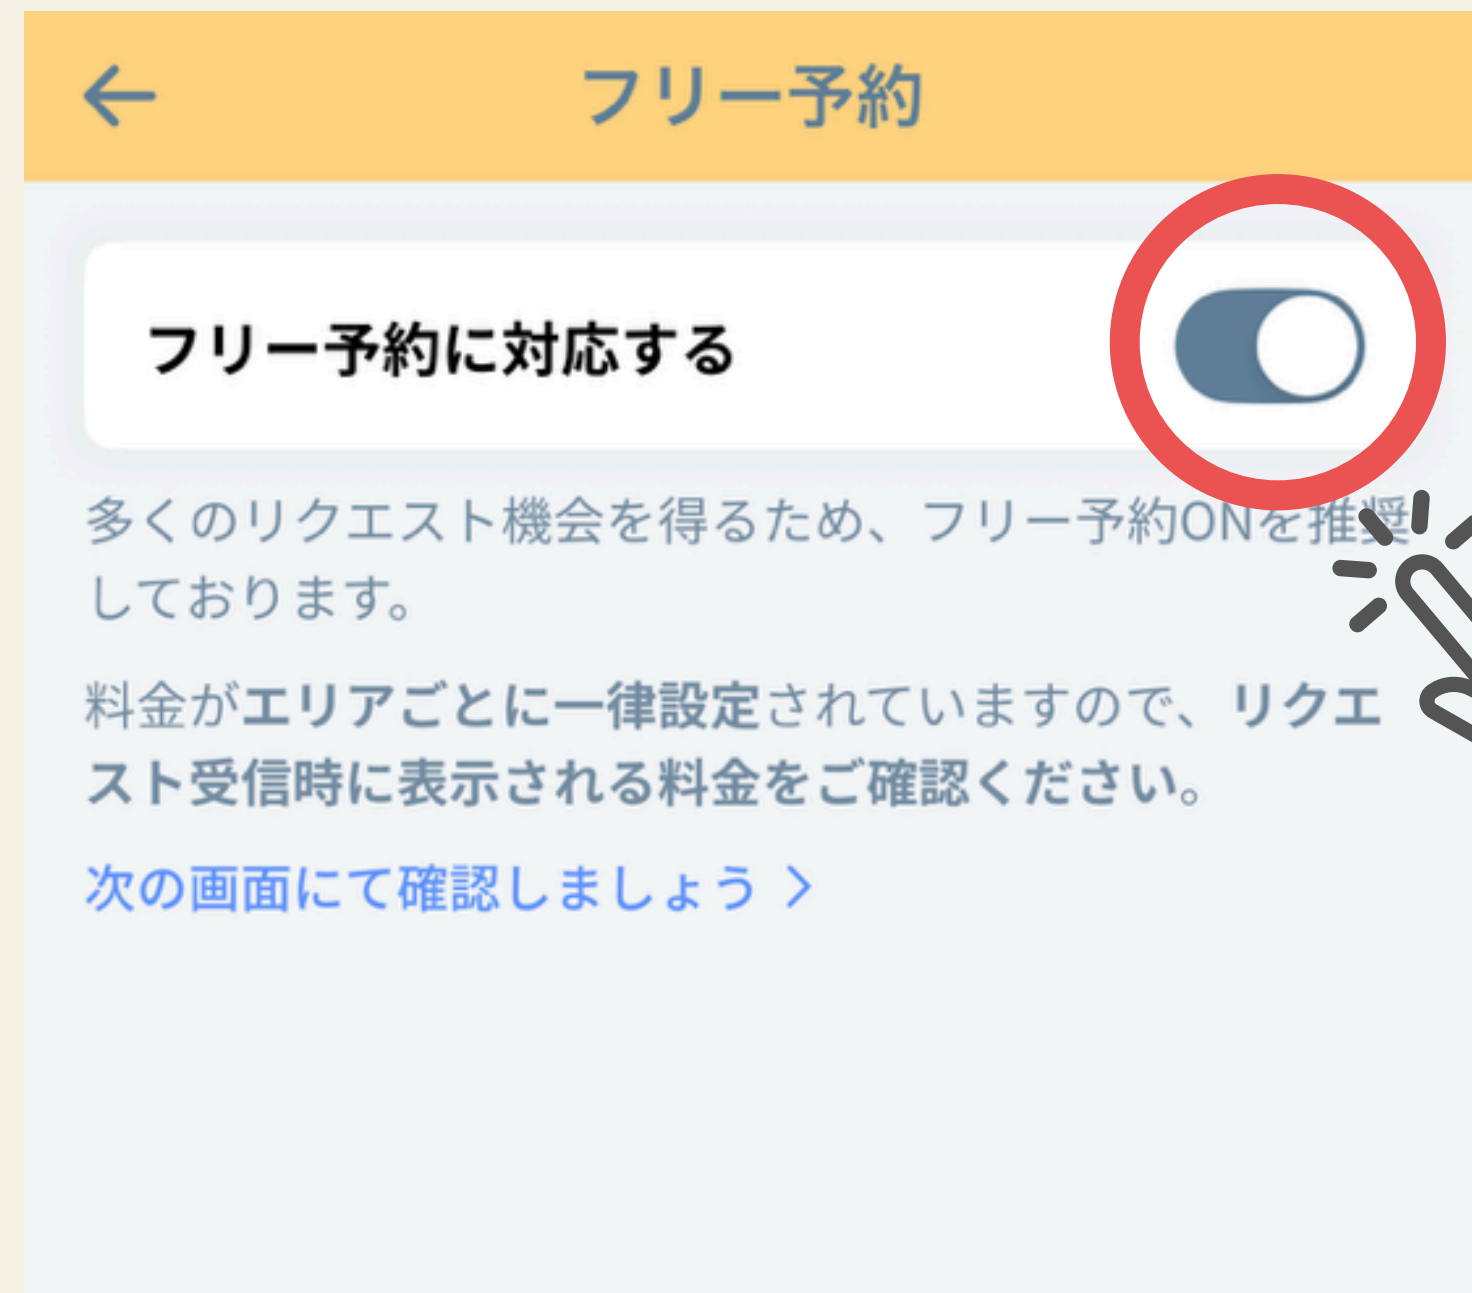 フリー予約
フリー予約に対応する
多くのリクエスト機会を得るため、フリー予約ONを推奨
しております。
料金がエリアごとに一律設定されていますので、リクエ
スト受信時に表示される料金をご確認ください。
次の画面にて確認しましょう >